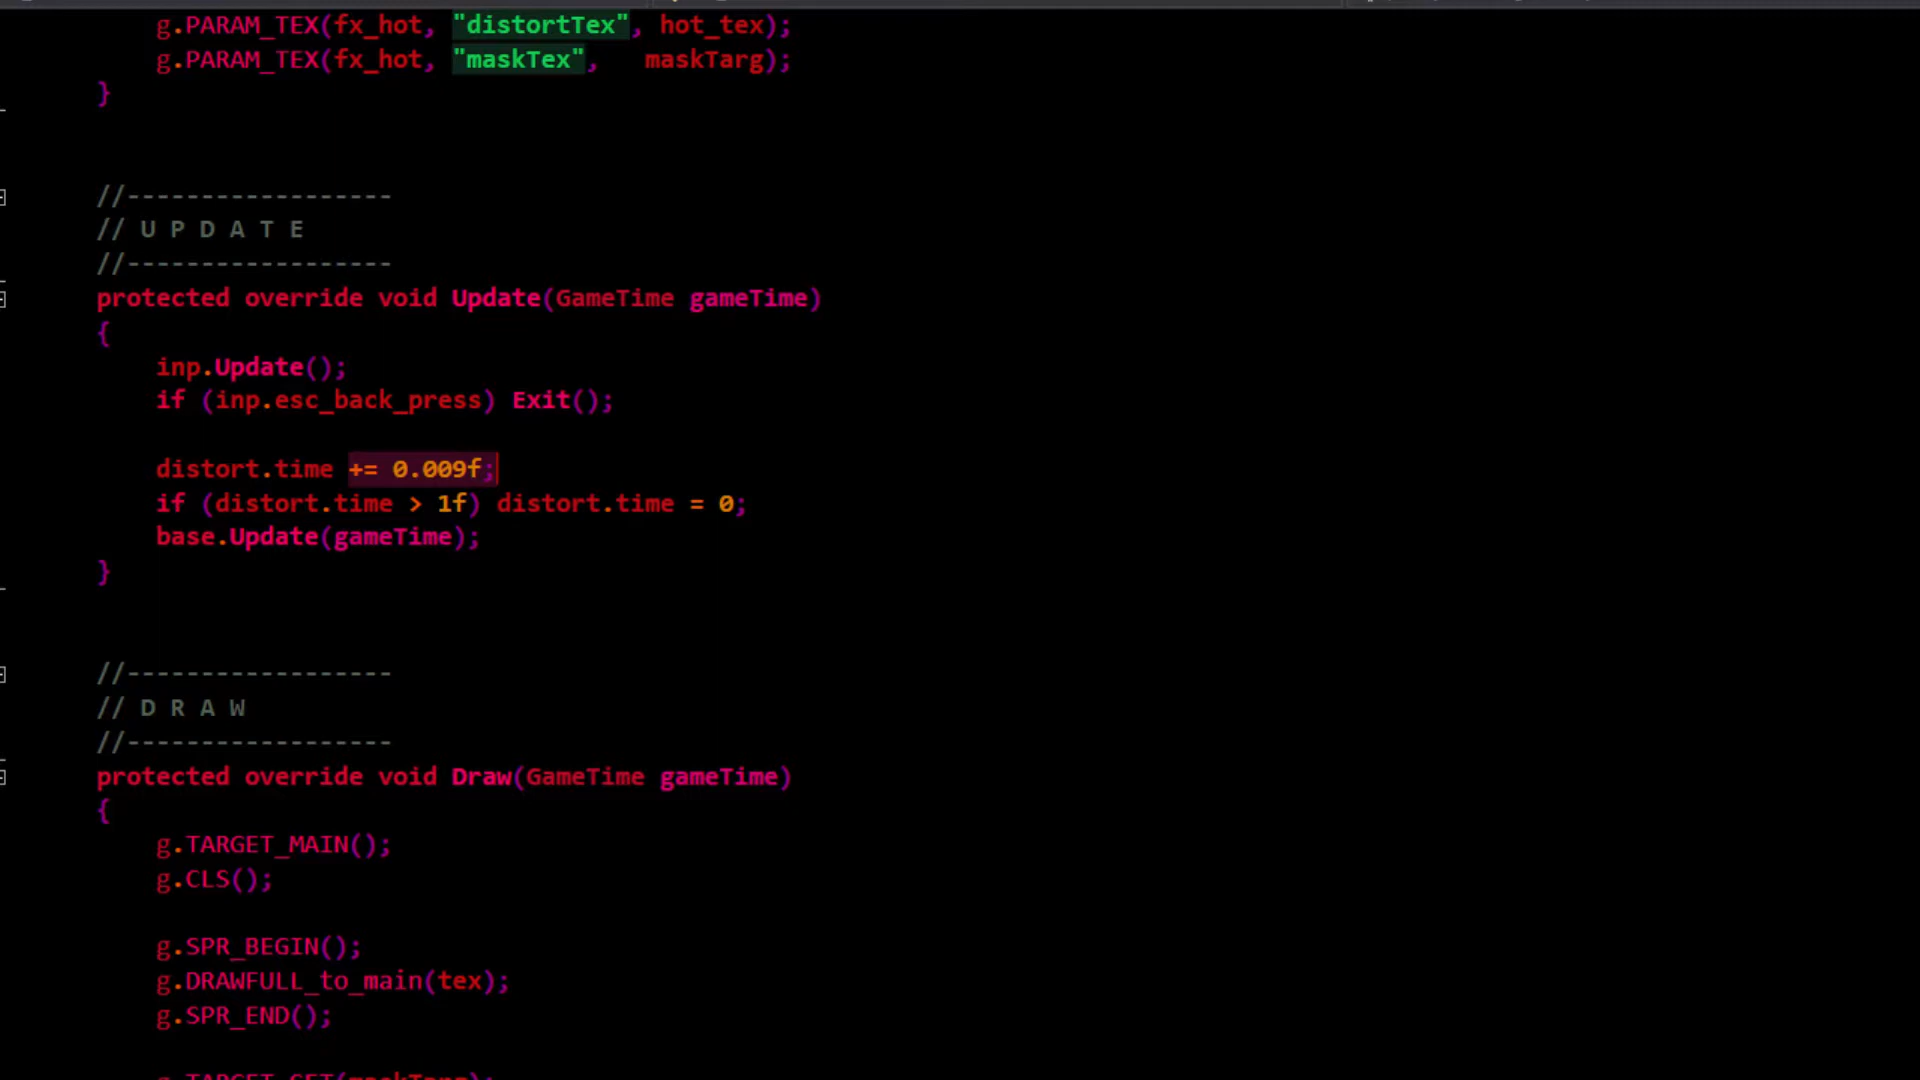 g.PARAM_TEX(fx_hot, "distortTex", hot_tex);
g.PARAM_TEX(fx_hot, "maskTex", maskTarg);
}
//------------------
// U P D A T E
//------------------
protected override void Update(GameTime gameTime)
{
inp.Update();
if (inp.esc_back_press) Exit();
distort.time += 0.009f;
if (distort.time > 1f) distort.time = 0;
base.Update(gameTime);
}
//------------------
// D R A W
//------------------
protected override void Draw(GameTime gameTime)
{
g.TARGET_MAIN();
g.CLS();
g.SPR_BEGIN();
g.DRAWFULL_to_main(tex);
g.SPR_END();